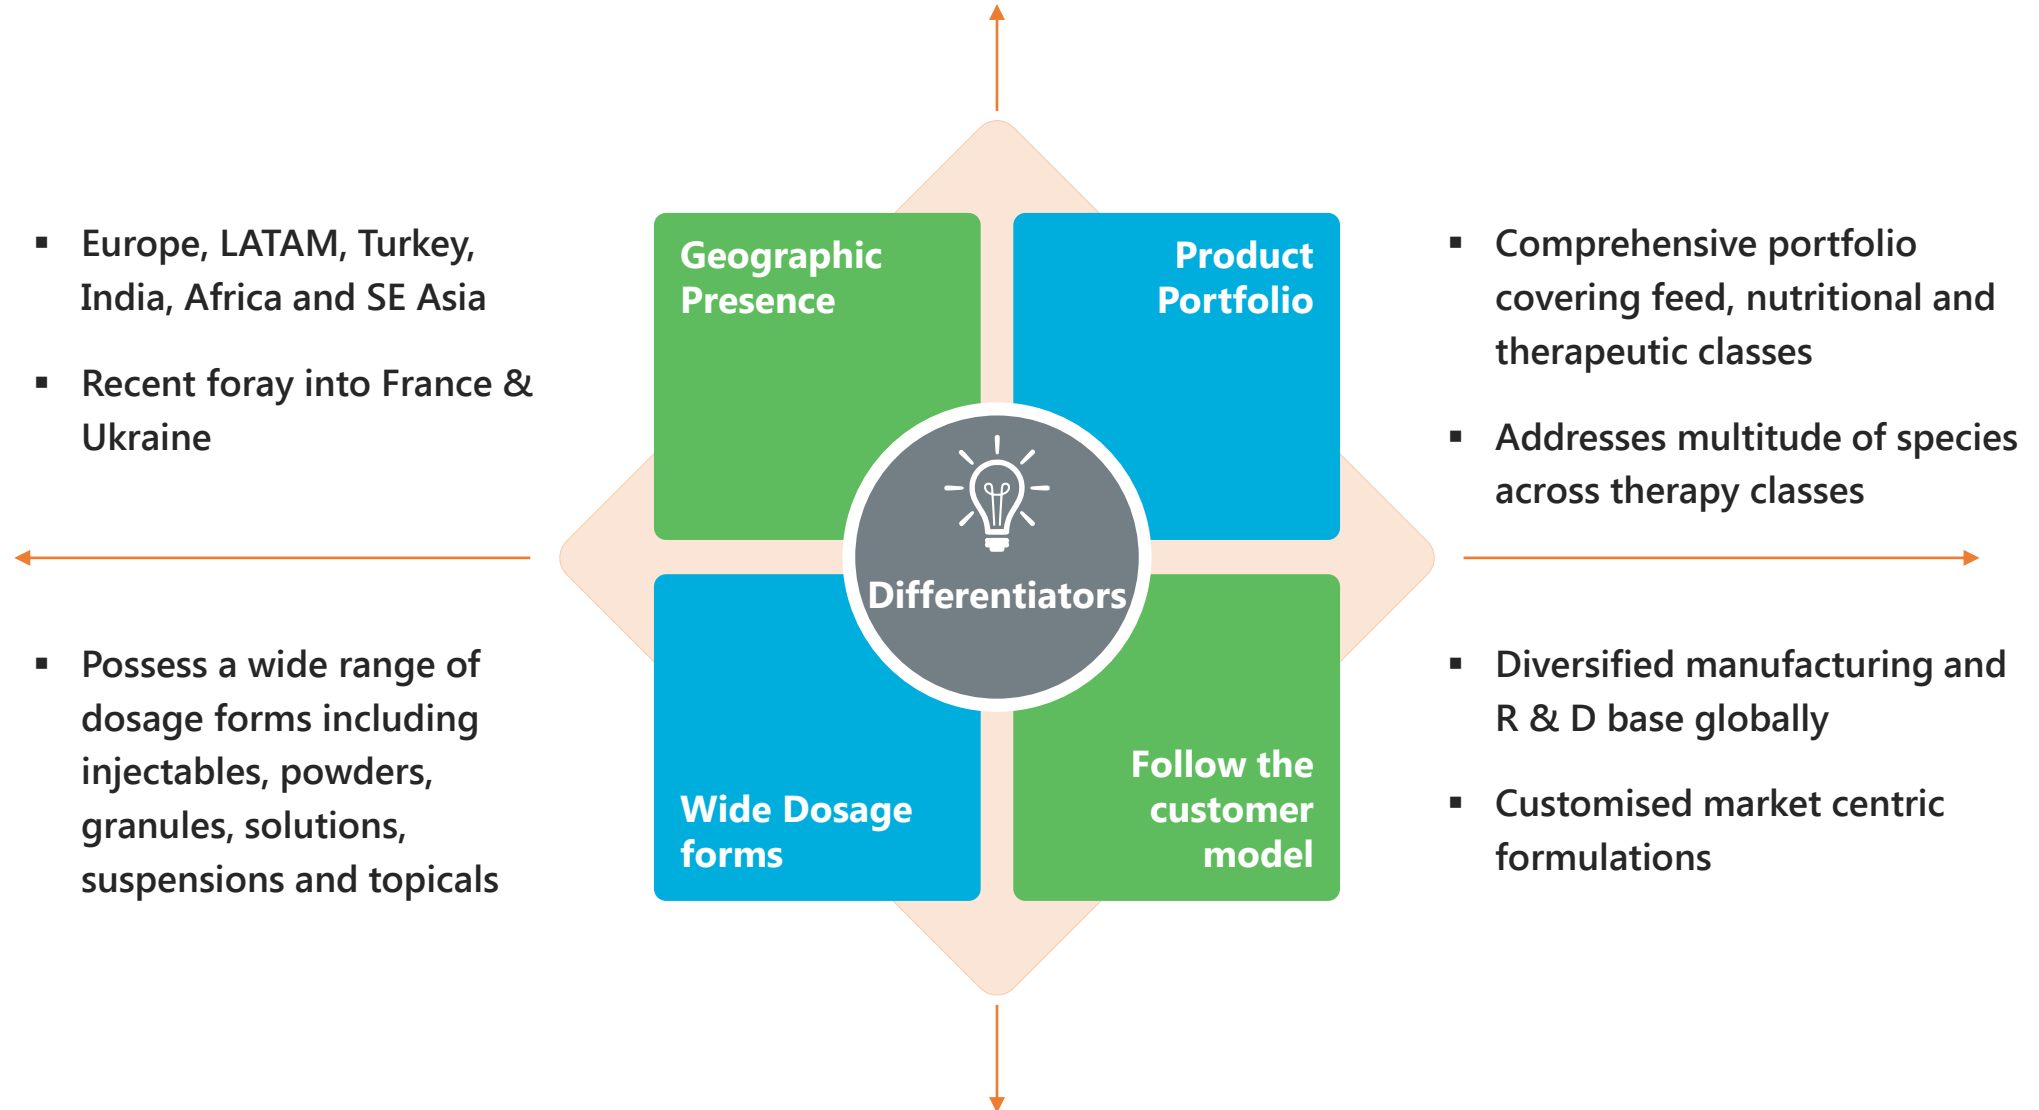 ▪ Europe, LATAM, Turkey,
India, Africa and SE Asia
▪ Recent foray into France &
Ukraine
Geographic
Presence
Product
Portfolio
▪ Comprehensive portfolio
covering feed, nutritional and
therapeutic classes
▪ Addresses multitude of species
across therapy classes
Differentiators
▪ Possess a wide range of
dosage forms including
injectables, powders,
granules, solutions,
suspensions and topicals
Wide Dosage
forms
Follow the
customer
model
▪ Diversified manufacturing and
R & D base globally
▪ Customised market centric
formulations